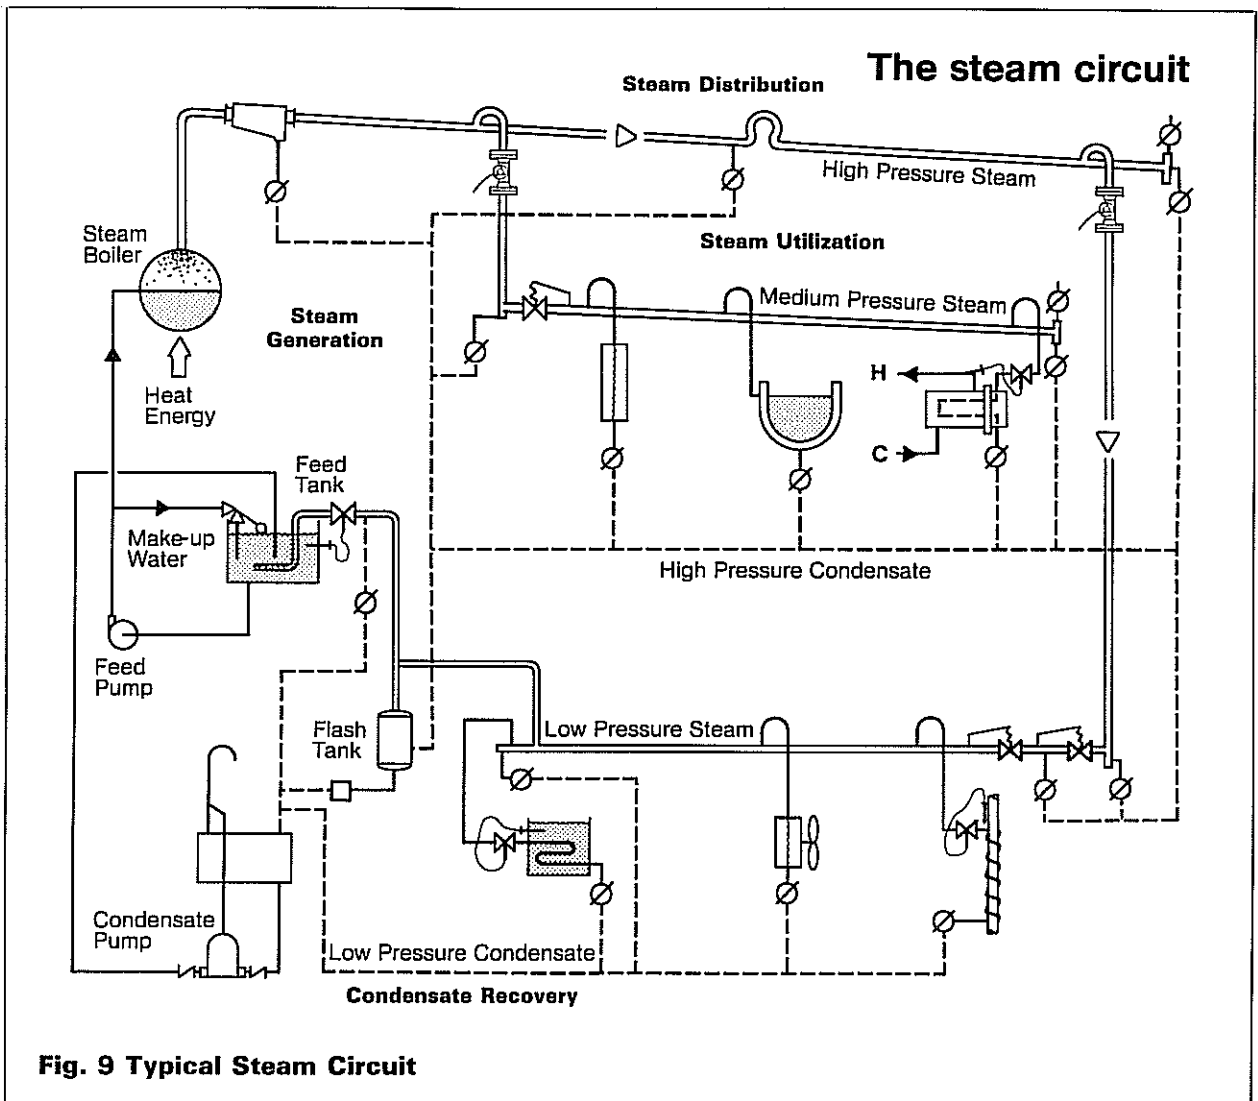 The steam circuit
Steam Distribution
High Pressure Steam
Steam
Boiler
Steam Utilization
Medium Pressure Steam
Steam
Generation
Heat
Energy
H
C
Feed
Tank
Make-up
Water
High Pressure Condensate
Feed
Pump
Flash
Tank
Low Pressure Steam
Condensate
Pump
Low Pressure Condensate
Condensate Recovery
Fig. 9 Typical Steam Circuit